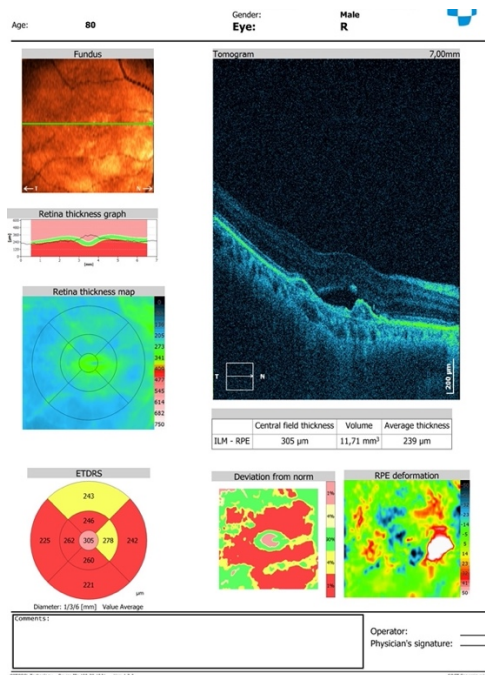 Gender: Male
Age: 80 Eye: R
Fundus
Tomogram 7,00mm
Retina thickness graph
Retina thickness map
273
341
545
614
682
750
200 µm
T N
Central field thickness Volume Average thickness
ILM - RPE 305 µm 11,71 mm³ 239 µm
ETDRS
243
246
225 262 305 278 242
260
221
µm
Diameter: 1/3/6 [mm] Value Average
Deviation from norm
RPE deformation
Comments:
Operator:
Physician's signature: